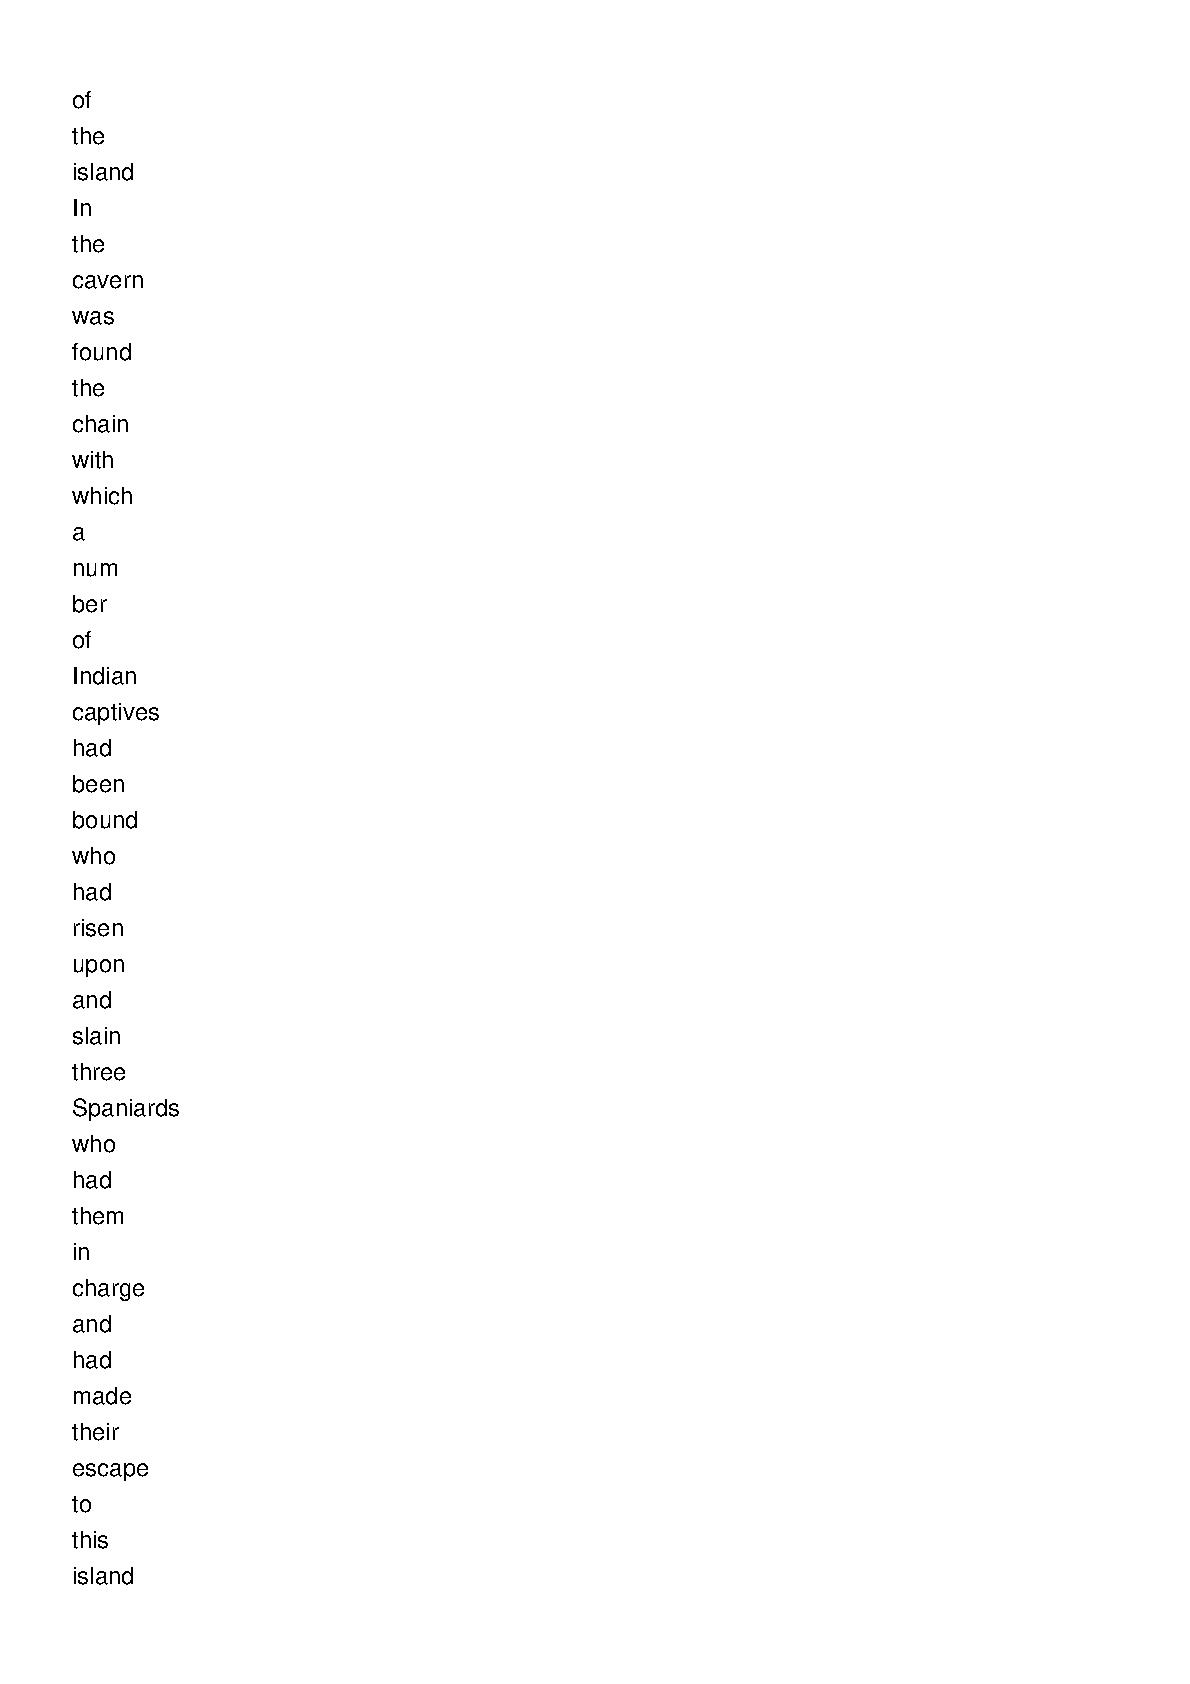 of
the
island
In
the
cavern
was
found
the
chain
with
which
a
num
ber
of
Indian
captives
had
been
bound
who
had
risen
upon
and
slain
three
Spaniards
who
had
them
in
charge
and
had
made
their
escape
to
this
island